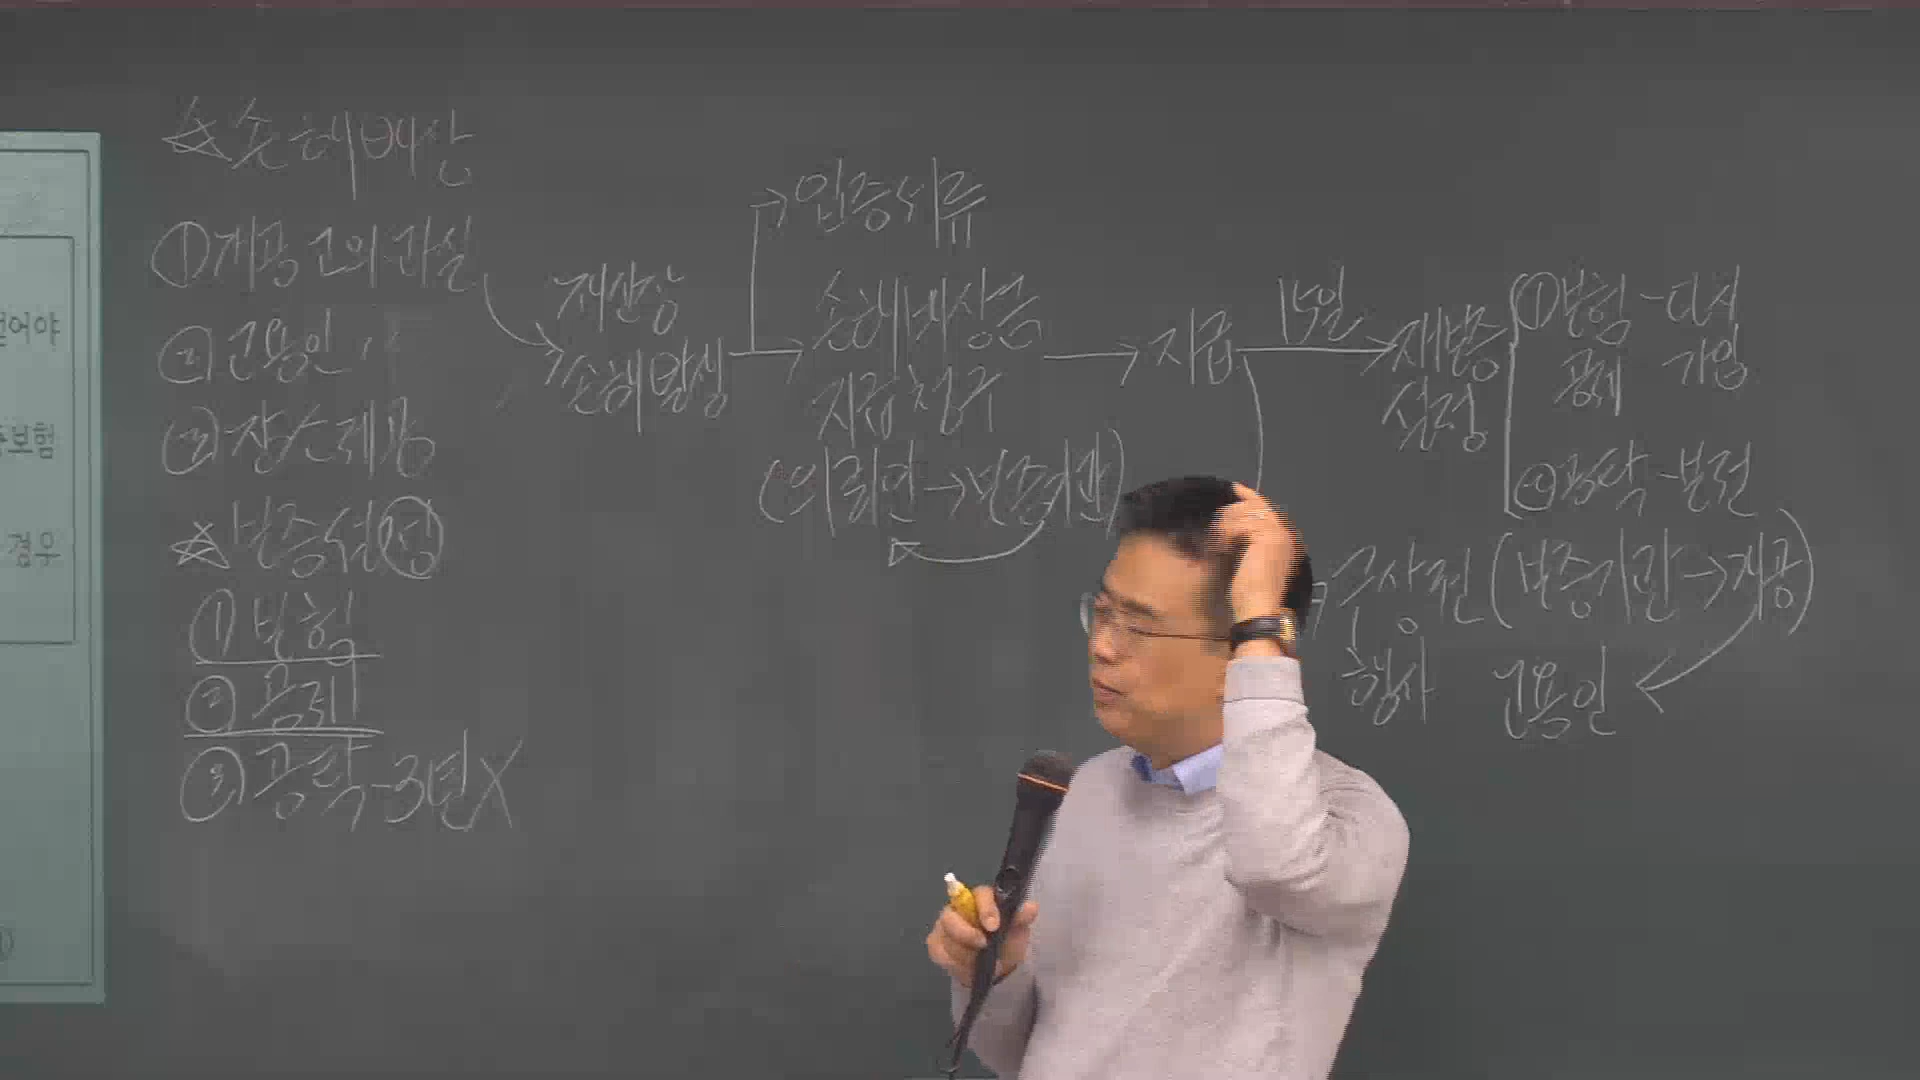 ☆손해배상
①개공 고의·과실
②고용인 〃
③장소제공
☆보증설정
①보험
②공제
③공탁-3년X
재산상
손해발생
→입증서류
→손해배상금
지급청구
(의뢰인→보증기관)
→지급
15일
→재보증
설정
①보험-다시
공제 가입
②공탁-보전
구상권(보증기관→개공)
행사 고용인
보험
경우